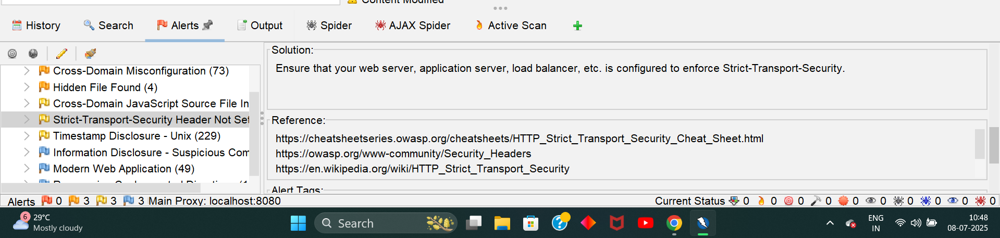 Content Modified
History Search Alerts Output Spider AJAX Spider Active Scan
Cross-Domain Misconfiguration (73)
Hidden File Found (4)
Cross-Domain JavaScript Source File In
Strict-Transport-Security Header Not Set
Timestamp Disclosure - Unix (229)
Information Disclosure - Suspicious Com
Modern Web Application (49)
Solution:
Ensure that your web server, application server, load balancer, etc. is configured to enforce Strict-Transport-Security.
Reference:
https://cheatsheetseries.owasp.org/cheatsheets/HTTP_Strict_Transport_Security_Cheat_Sheet.html
https://owasp.org/www-community/Security_Headers
https://en.wikipedia.org/wiki/HTTP_Strict_Transport_Security
Alert Tags:
Alerts 0 3 3 3 Main Proxy: localhost:8080 Current Status 0 0 0 0 0 0 0 0 0 0
6 29°C
Mostly cloudy
Search
ENG
IN
10:48
08-07-2025